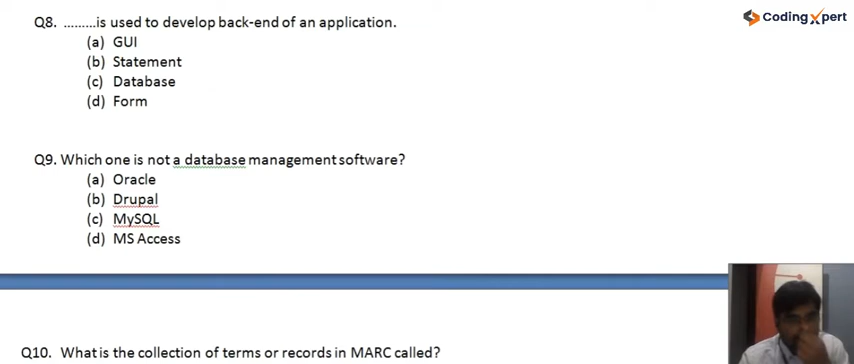 CodingXpert
Q8. .........is used to develop back-end of an application.
(a) GUI
(b) Statement
(c) Database
(d) Form
Q9. Which one is not a database management software?
(a) Oracle
(b) Drupal
(c) MySQL
(d) MS Access
Q10. What is the collection of terms or records in MARC called?